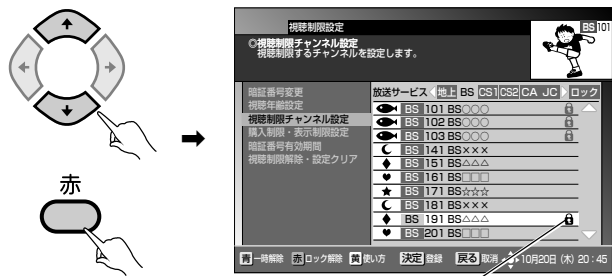 視聴制限設定
BS 101
◎視聴制限チャンネル設定
視聴制限するチャンネルを設定します。
暗証番号変更
視聴年齢設定
視聴制限チャンネル設定
購入制限・表示制限設定
暗証番号有効期間
視聴制限解除・設定クリア
放送サービス 地上 BS CS1 CS2 CA JC ロック
BS 101 BS○○○
BS 102 BS○○○
BS 103 BS○○○
BS 141 BS×××
BS 151 BS△△△
BS 161 BS□□□
BS 171 BS☆☆☆
BS 181 BS×××
BS 191 BS△△△
BS 201 BS□□□
赤
青 一時解除 赤 ロック解除 黄 使い方 決定 登録 戻る 取消 10月20日 (木) 20:45